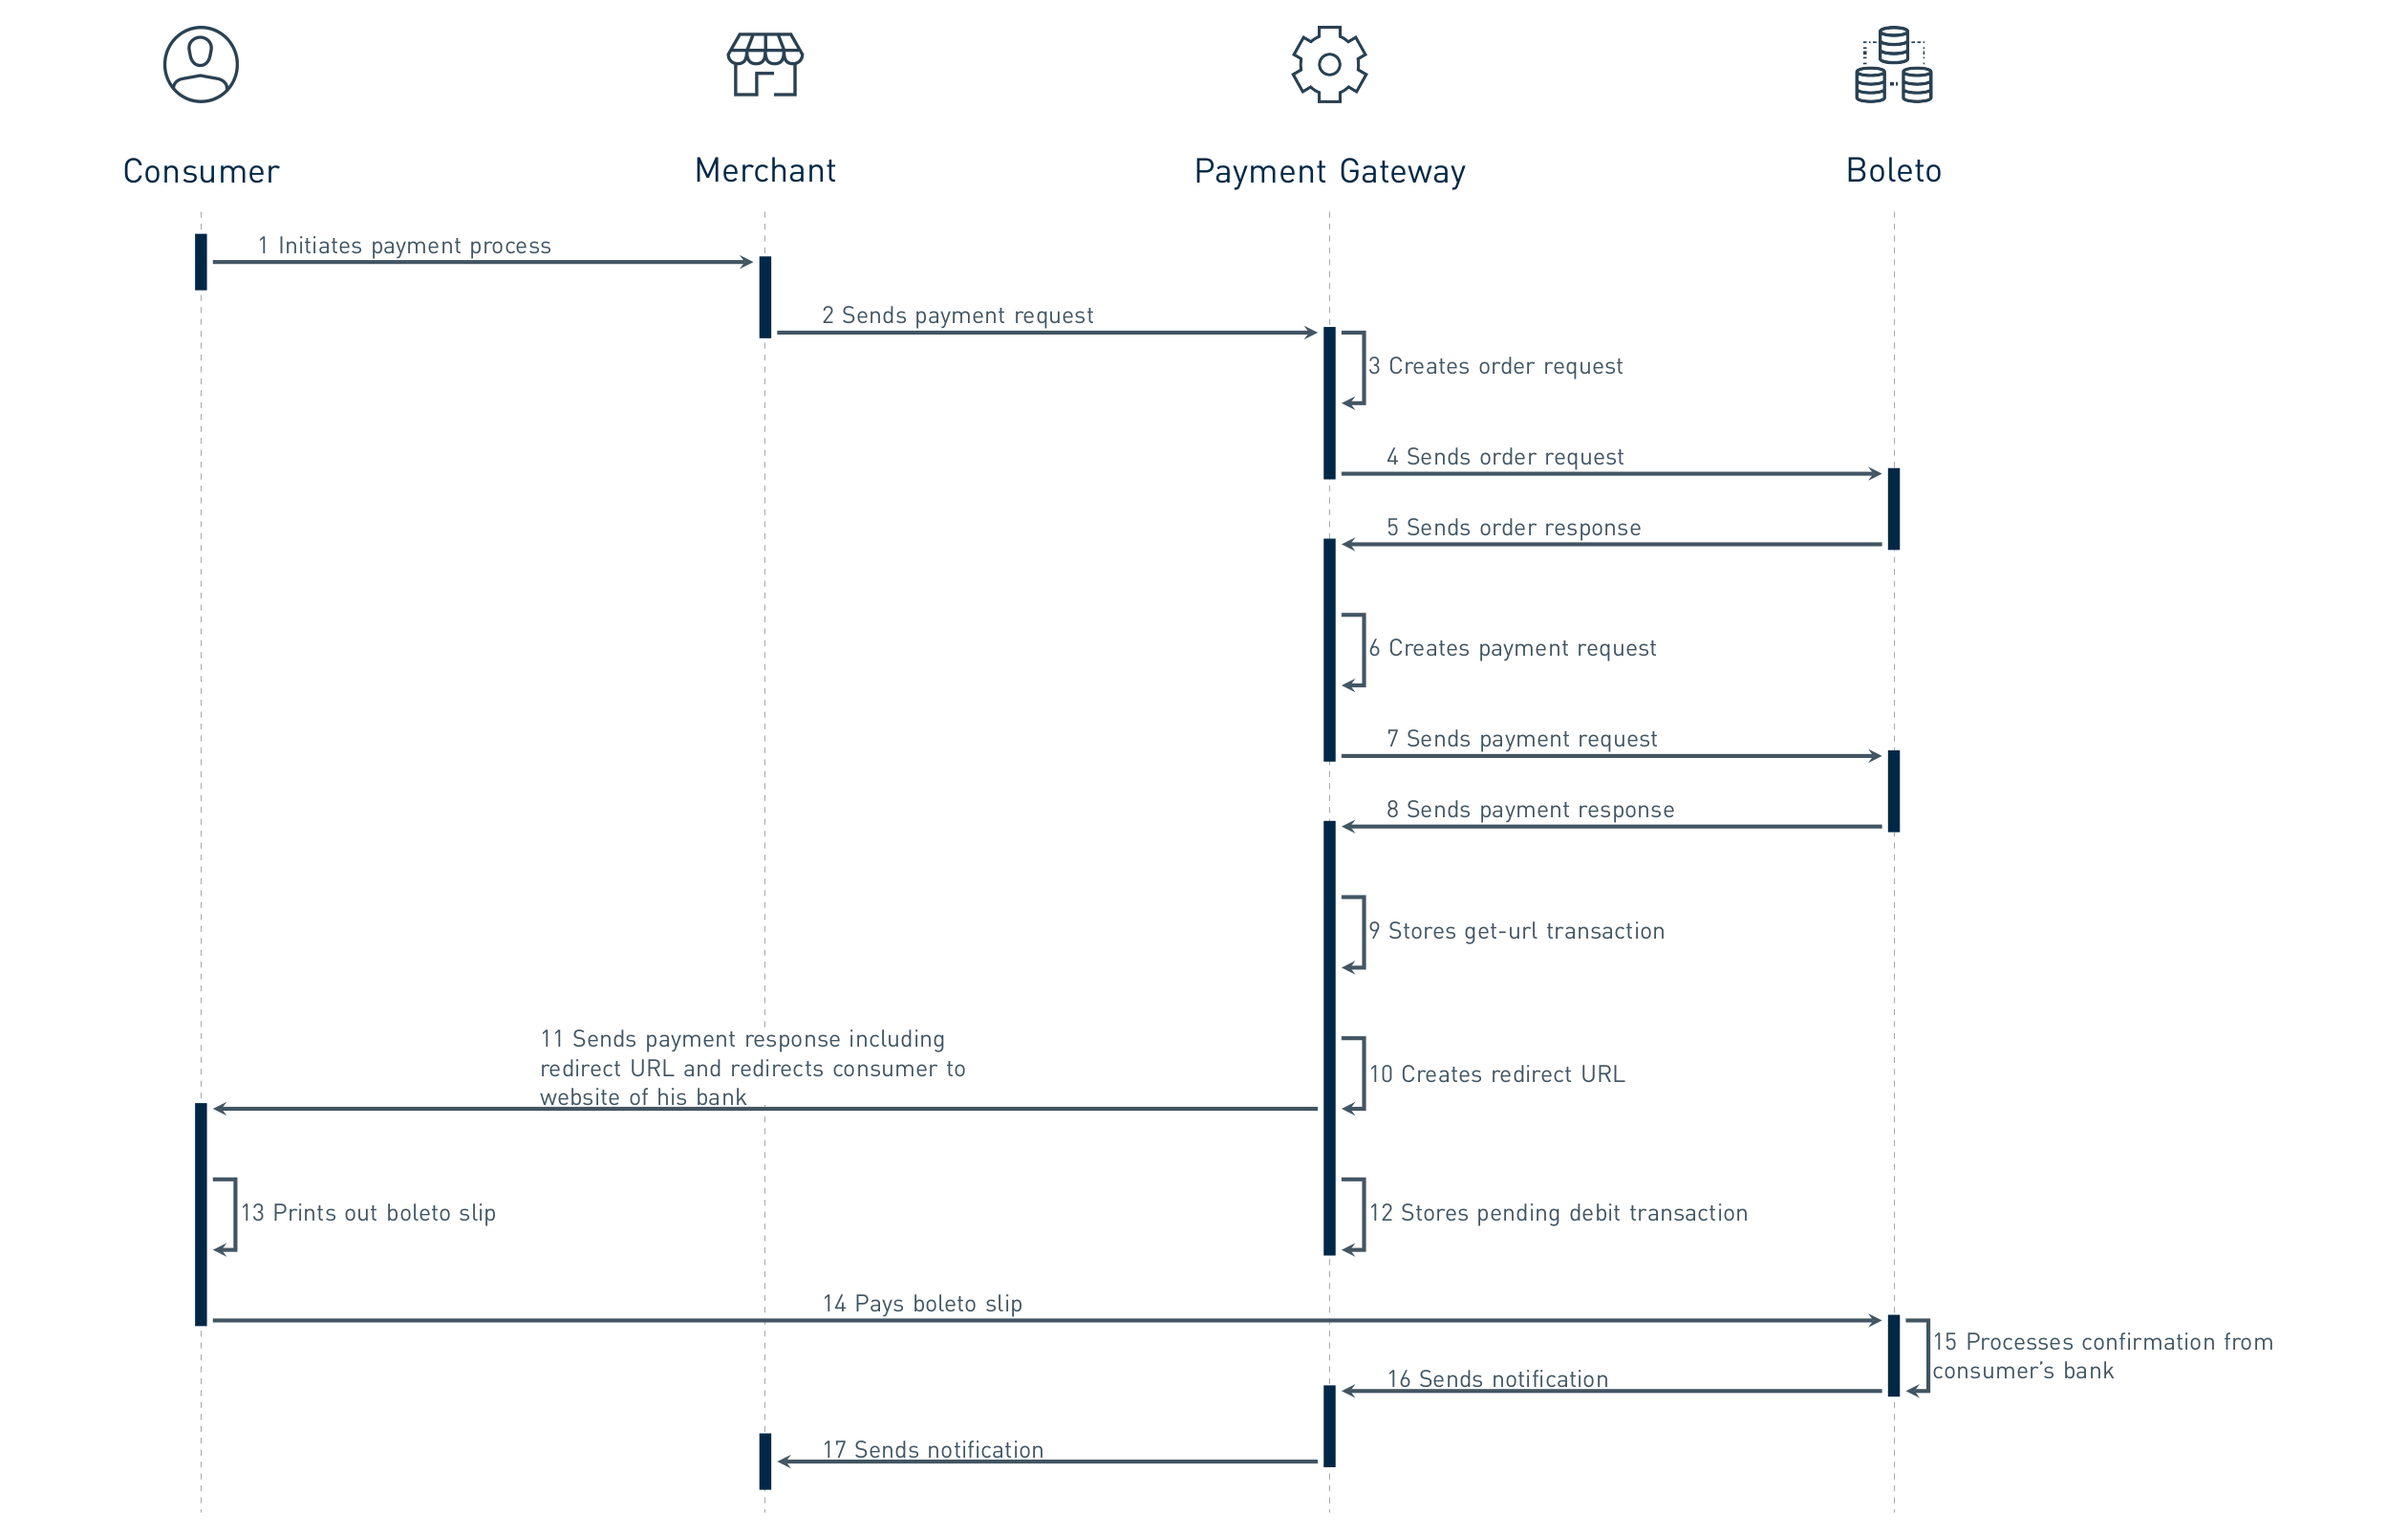 Consumer
Merchant
Payment Gateway
Boleto
1 Initiates payment process
2 Sends payment request
3 Creates order request
4 Sends order request
5 Sends order response
6 Creates payment request
7 Sends payment request
8 Sends payment response
9 Stores get-url transaction
11 Sends payment response including
redirect URL and redirects consumer to
website of his bank
10 Creates redirect URL
13 Prints out boleto slip
12 Stores pending debit transaction
14 Pays boleto slip
15 Processes confirmation from
consumer's bank
16 Sends notification
17 Sends notification